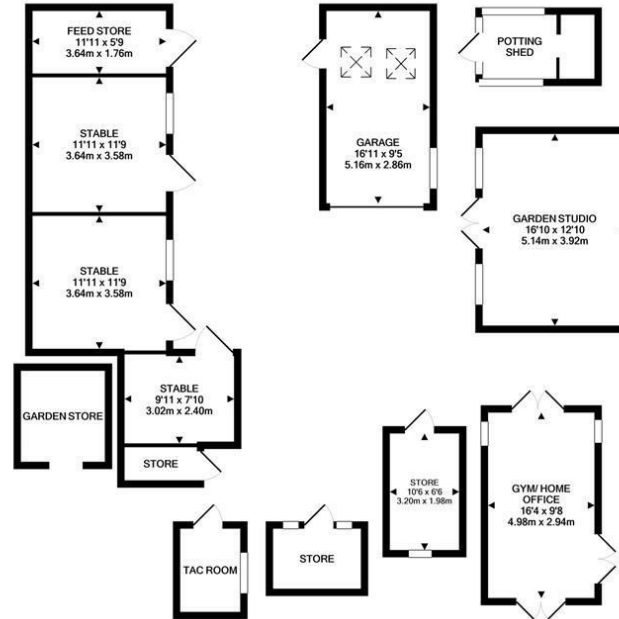 FEED STORE
11'11 x 5'9
3.64m x 1.76m
STABLE
11'11 x 11'9
3.64m x 3.58m
STABLE
11'11 x 11'9
3.64m x 3.58m
STABLE
9'11 x 7'10
3.02m x 2.40m
STORE
GARDEN STORE
GARAGE
16'11 x 9'5
5.16m x 2.86m
POTTING
SHED
GARDEN STUDIO
16'10 x 12'10
5.14m x 3.92m
TAC ROOM
STORE
STORE
10'6 x 6'6
3.20m x 1.98m
GYM/ HOME
OFFICE
16'4 x 9'8
4.98m x 2.94m